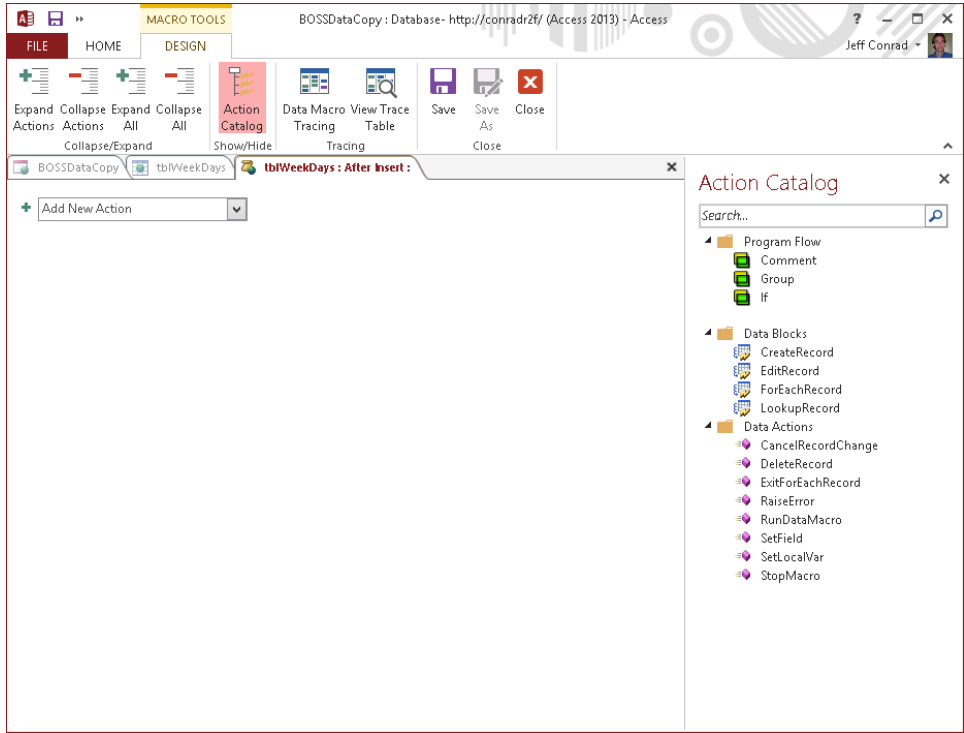 MACRO TOOLS
BOSSDataCopy : Database- http://conradr2f/ (Access 2013) - Access
?
FILE HOME DESIGN
Jeff Conrad
Expand Actions
Collapse Actions
Expand All
Collapse All
Action Catalog
Data Macro Tracing
View Trace Table
Save
Save As
Close
Collapse/Expand
Show/Hide
Tracing
Close
BOSSDataCopy
tblWeekDays
tblWeekDays : After Insert :
Add New Action
Action Catalog
Search...
Program Flow
Comment
Group
If
Data Blocks
CreateRecord
EditRecord
ForEachRecord
LookupRecord
Data Actions
CancelRecordChange
DeleteRecord
ExitForEachRecord
RaiseError
RunDataMacro
SetField
SetLocalVar
StopMacro